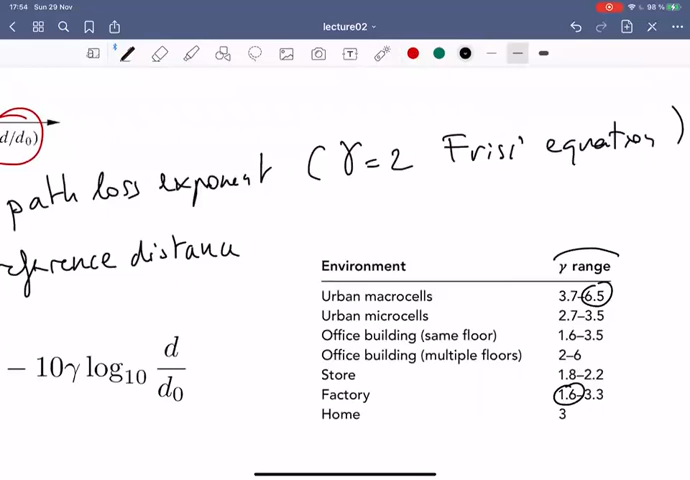 17:54 Sun 29 Nov
98 %
lecture02
d/d0)
path loss exponent (γ=2 Friis' equation)
reference distance
− 10γ log10 d/d0
Environment γ range
Urban macrocells 3.7–6.5
Urban microcells 2.7–3.5
Office building (same floor) 1.6–3.5
Office building (multiple floors) 2–6
Store 1.8–2.2
Factory 1.6–3.3
Home 3